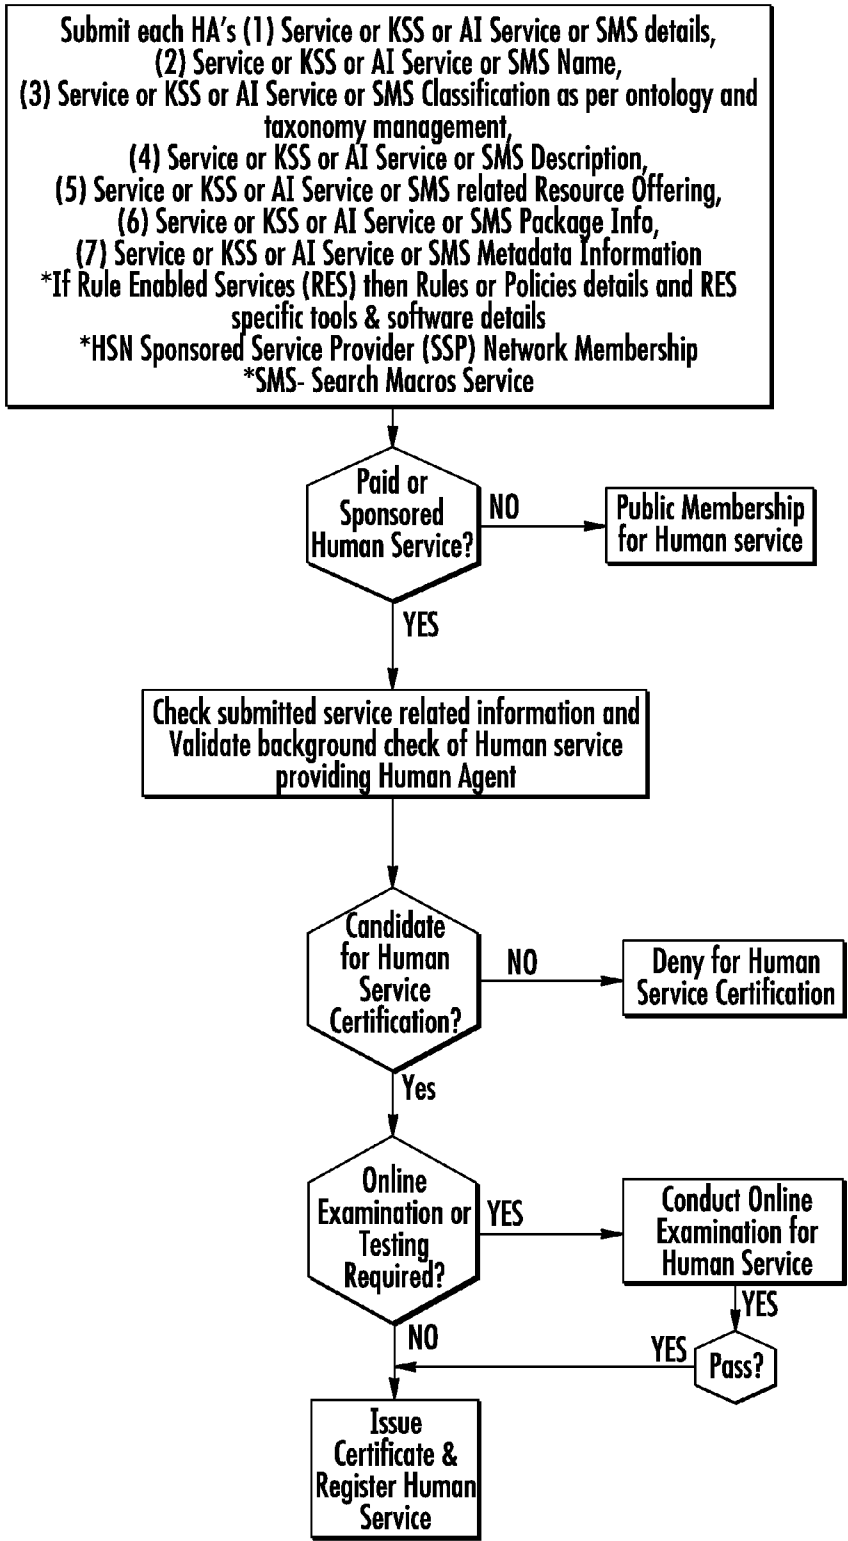 Submit each HA's (1) Service or KSS or AI Service or SMS details,
(2) Service or KSS or AI Service or SMS Name,
(3) Service or KSS or AI Service or SMS Classification as per ontology and
taxonomy management,
(4) Service or KSS or AI Service or SMS Description,
(5) Service or KSS or AI Service or SMS related Resource Offering,
(6) Service or KSS or AI Service or SMS Package Info,
(7) Service or KSS or AI Service or SMS Metadata Information
*If Rule Enabled Services (RES) then Rules or Policies details and RES
specific tools & software details
*HSN Sponsored Service Provider (SSP) Network Membership
*SMS- Search Macros Service
Paid or
Sponsored
Human Service?
NO
Public Membership
for Human service
YES
Check submitted service related information and
Validate background check of Human service
providing Human Agent
Candidate
for Human
Service
Certification?
NO
Deny for Human
Service Certification
Yes
Online
Examination or
Testing
Required?
YES
Conduct Online
Examination for
Human Service
YES
NO
YES
Pass?
Issue
Certificate &
Register Human
Service